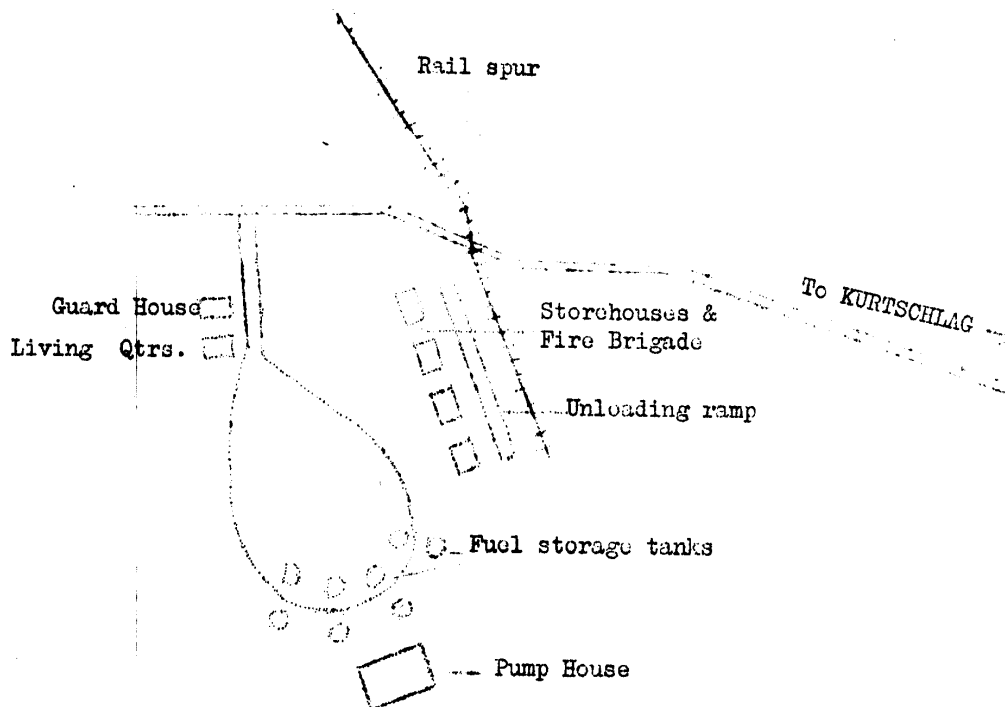 Rail spur
To KURTSCHLAG
Guard House
Storehouses &
Fire Brigade
Living Qtrs.
Unloading ramp
Fuel storage tanks
Pump House